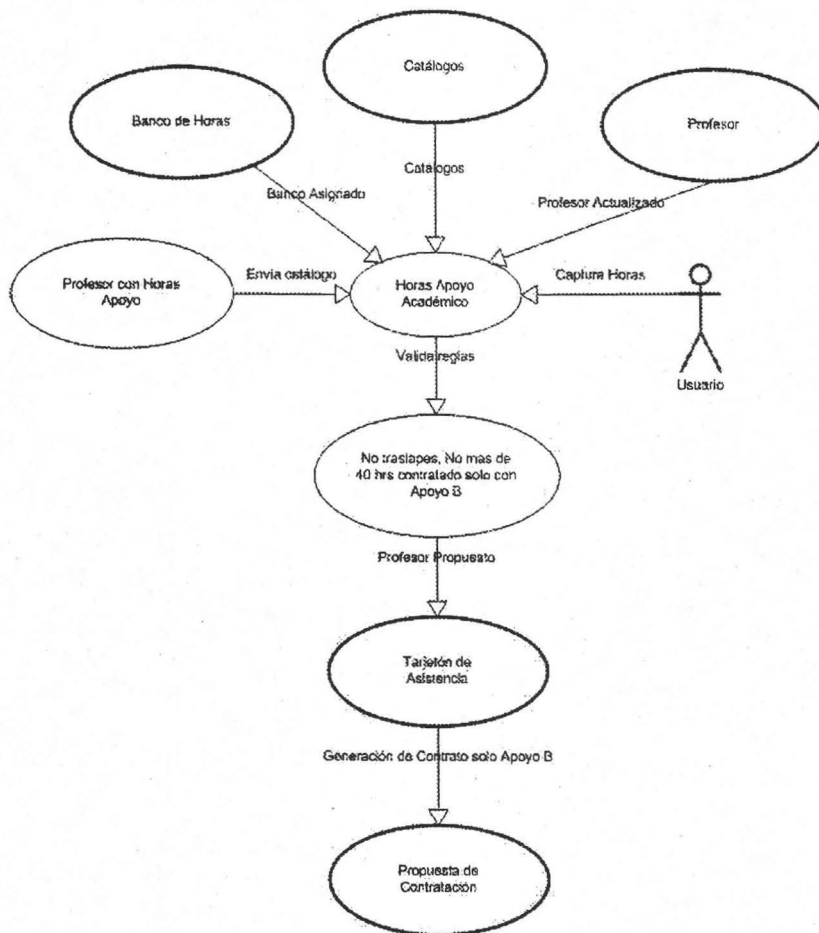 Catálogos
Banco de Horas
Profesor
Banco Asignado
Catálogos
Profesor Actualizado
Profesor con Horas
Apoyo
Envía catálogo
Horas Apoyo
Académico
Captura Horas
Usuario
Valida reglas
No traslapes, No mas de
40 hrs contratado solo con
Apoyo B
Profesor Propuesto
Tarjetón de
Asistencia
Generación de Contrato solo Apoyo B
Propuesta de
Contratación